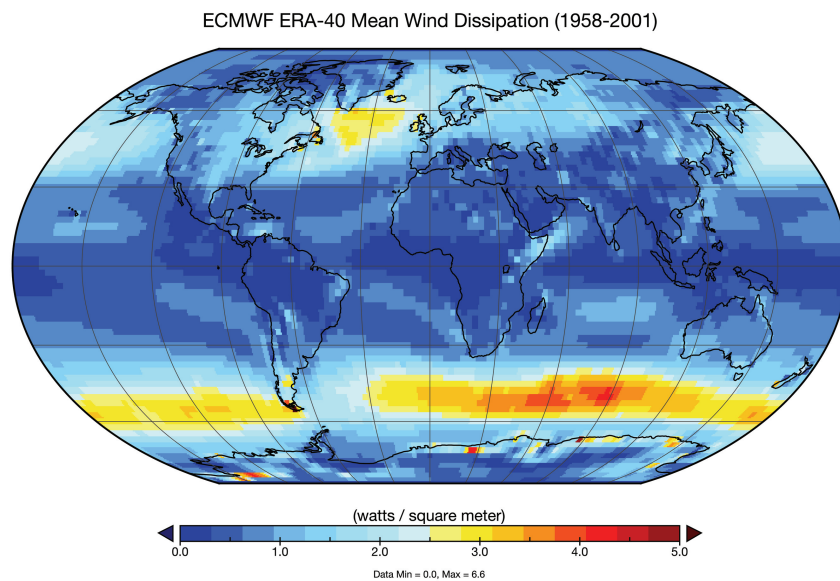 ECMWF ERA-40 Mean Wind Dissipation (1958-2001)
(watts / square meter)
0.0 1.0 2.0 3.0 4.0 5.0
Data Min = 0.0, Max = 6.6